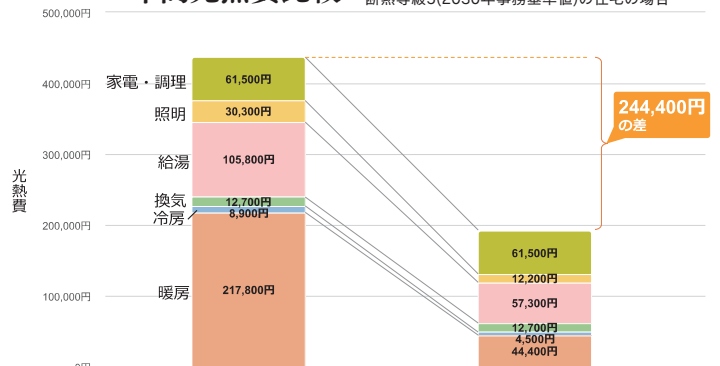 断熱等級5(2030年事務基準値)の住宅の場合
500,000円
400,000円
300,000円
200,000円
100,000円
0円
光熱費
家電・調理
照明
給湯
換気
冷房
暖房
61,500円
30,300円
105,800円
12,700円
8,900円
217,800円
61,500円
12,200円
57,300円
12,700円
4,500円
44,400円
244,400円
の差